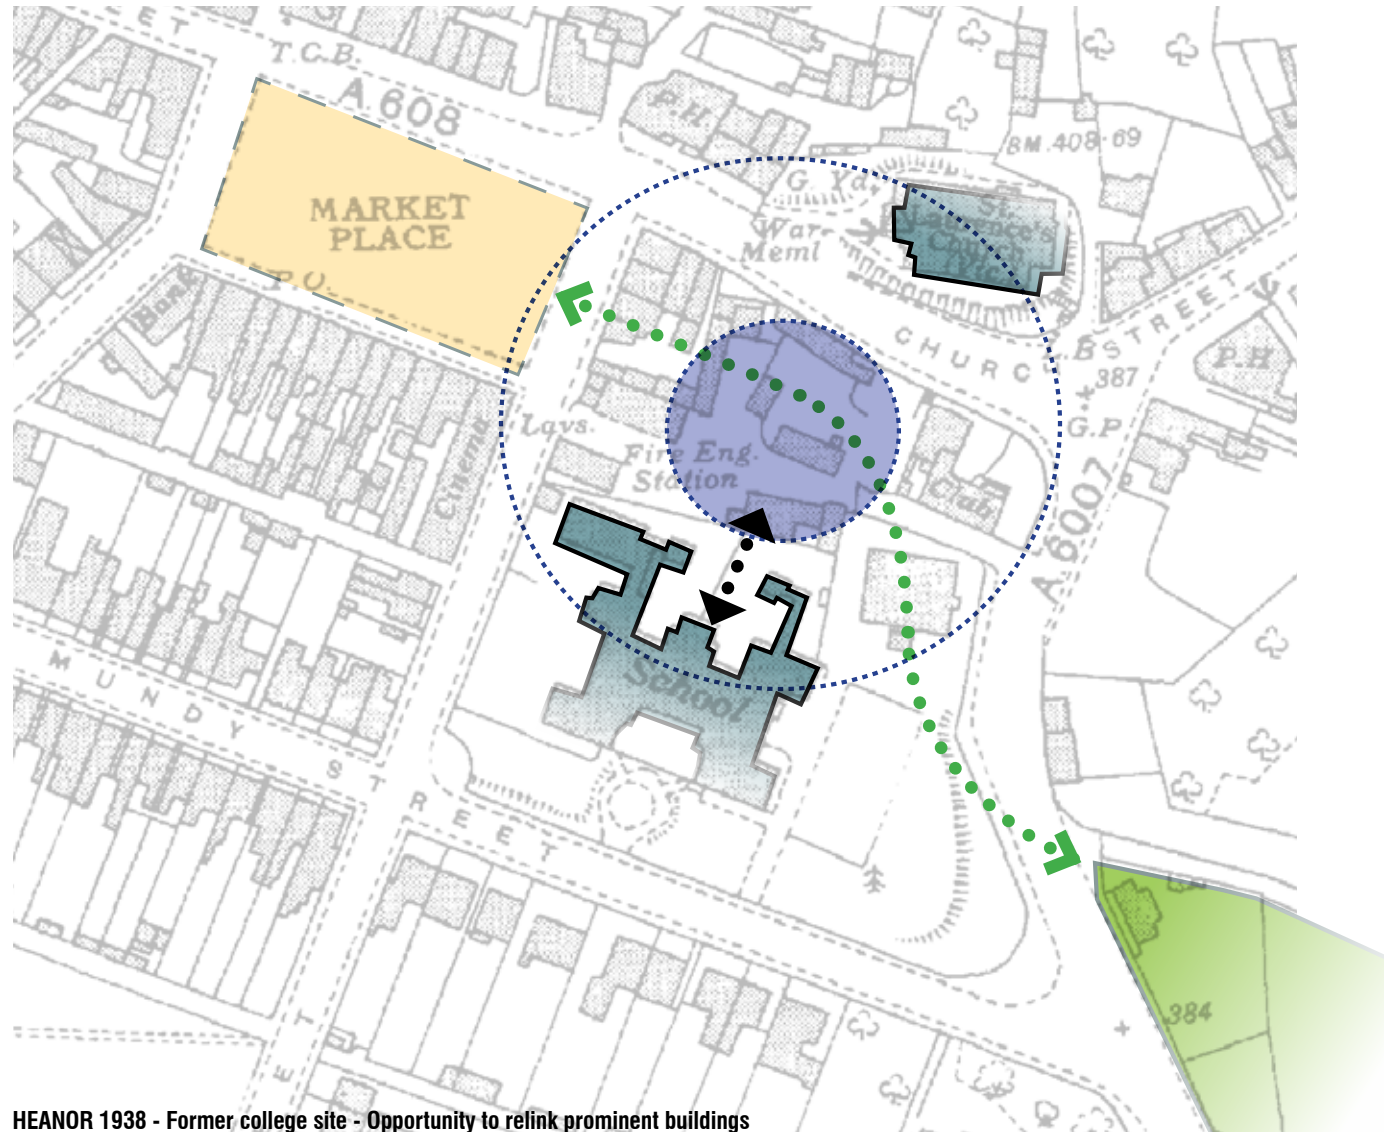 EET
T.C.B.
A 608
P.H
BM.408·69
G. Yd.
MARKET
PLACE
St.
Laurence's
Church
War
Meml
P.O.
Bank
CHURCH STREET
B
387
P.H
G.P
Cinema
Lavs.
Fire Eng.
Station
A 6007
School
MUNDY STREET
384
E
HEANOR 1938 - Former college site - Opportunity to relink prominent buildings